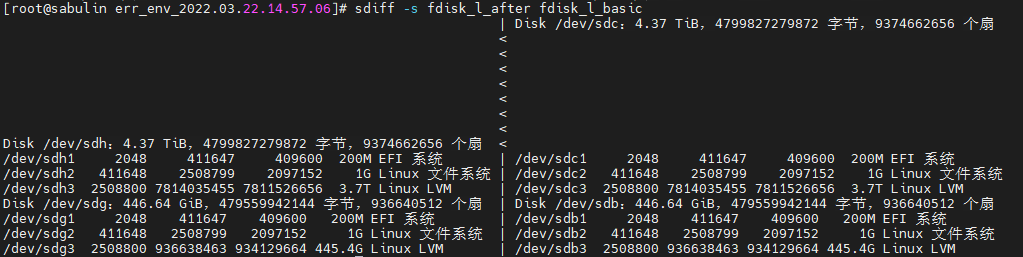 [root@sabulin err_env_2022.03.22.14.57.06]# sdiff -s fdisk_l_after fdisk_l_basic
| Disk /dev/sdc：4.37 TiB，4799827279872 字节，9374662656 个扇
<
<
<
<
<
<
<
Disk /dev/sdh：4.37 TiB，4799827279872 字节，9374662656 个扇 <
/dev/sdh1 2048 411647 409600 200M EFI 系统 | /dev/sdc1 2048 411647 409600 200M EFI 系统
/dev/sdh2 411648 2508799 2097152 1G Linux 文件系统 | /dev/sdc2 411648 2508799 2097152 1G Linux 文件系统
/dev/sdh3 2508800 7814035455 7811526656 3.7T Linux LVM | /dev/sdc3 2508800 7814035455 7811526656 3.7T Linux LVM
Disk /dev/sdg：446.64 GiB，479559942144 字节，936640512 个扇 | Disk /dev/sdb：446.64 GiB，479559942144 字节，936640512 个扇
/dev/sdg1 2048 411647 409600 200M EFI 系统 | /dev/sdb1 2048 411647 409600 200M EFI 系统
/dev/sdg2 411648 2508799 2097152 1G Linux 文件系统 | /dev/sdb2 411648 2508799 2097152 1G Linux 文件系统
/dev/sdg3 2508800 936638463 934129664 445.4G Linux LVM | /dev/sdb3 2508800 936638463 934129664 445.4G Linux LVM